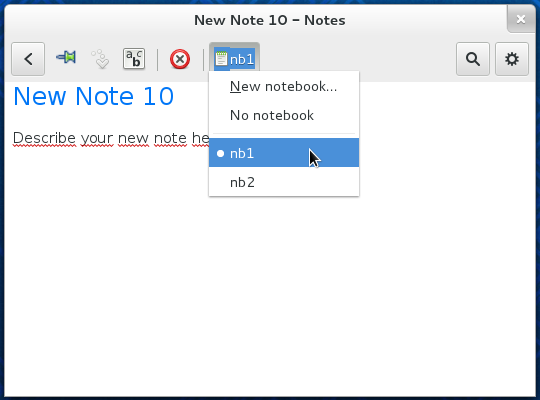 New Note 10 – Notes
a b c
nb1
New notebook...
No notebook
nb1
nb2
New Note 10
Describe your new note he